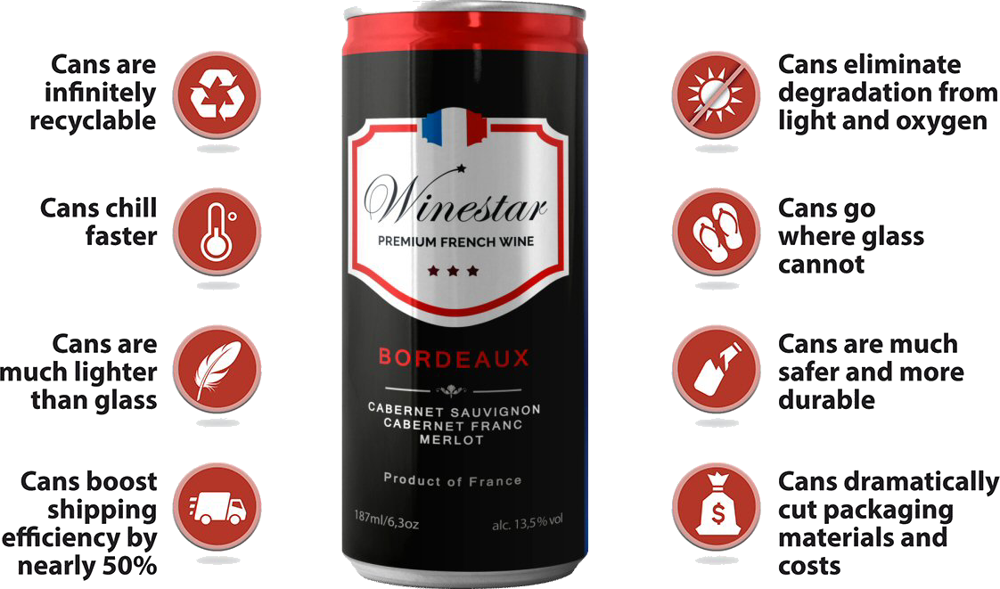 Cans are
infinitely
recyclable
Cans chill
faster
Cans are
much lighter
than glass
Cans boost
shipping
efficiency by
nearly 50%
Winestar
PREMIUM FRENCH WINE
BORDEAUX
CABERNET SAUVIGNON
CABERNET FRANC
MERLOT
Product of France
187ml/6,3oz
alc. 13,5% vol
Cans eliminate
degradation from
light and oxygen
Cans go
where glass
cannot
Cans are much
safer and more
durable
$
Cans dramatically
cut packaging
materials and
costs